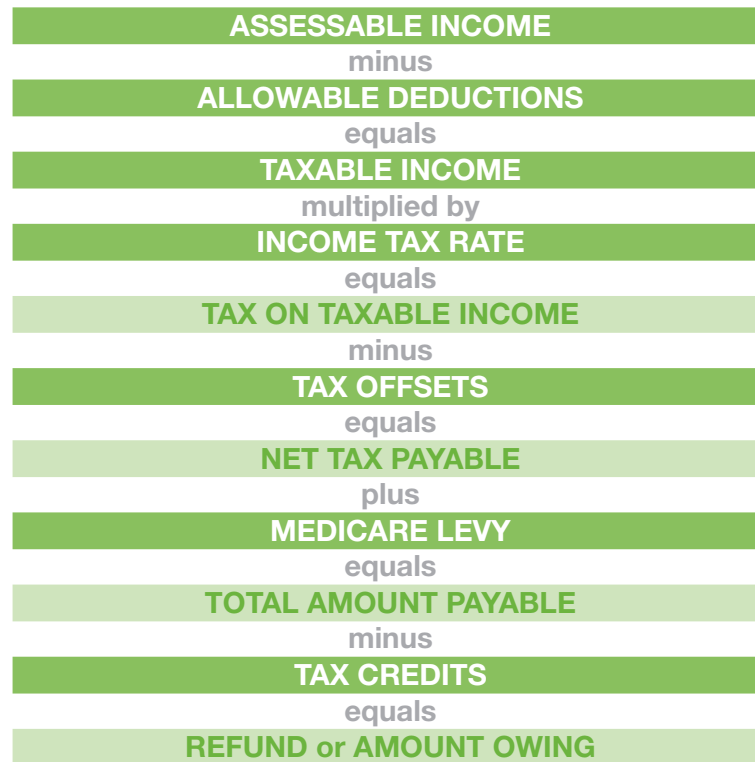 ASSESSABLE INCOME
minus
ALLOWABLE DEDUCTIONS
equals
TAXABLE INCOME
multiplied by
INCOME TAX RATE
equals
TAX ON TAXABLE INCOME
minus
TAX OFFSETS
equals
NET TAX PAYABLE
plus
MEDICARE LEVY
equals
TOTAL AMOUNT PAYABLE
minus
TAX CREDITS
equals
REFUND or AMOUNT OWING